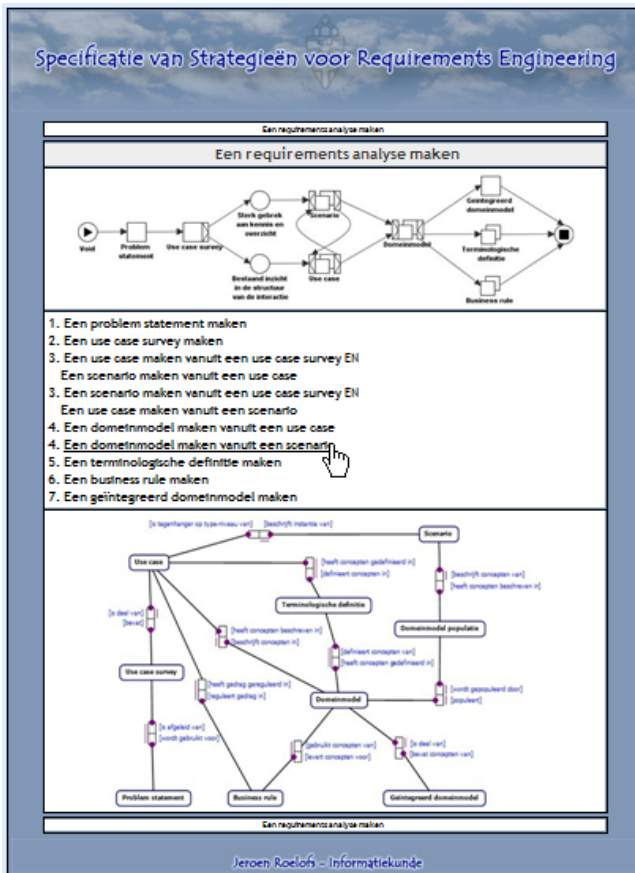 Specificatie van Strategieën voor Requirements Engineering
Een requirements analyse maken
Een requirements analyse maken
Void
Problem
statement
Use case survey
Sterk gebrek
aan kennis en
overzicht
Bestaand inzicht
in de structuur
van de interactie
Scenario
Use case
Domeinmodel
Geïntegreerd
domeinmodel
Terminologische
definitie
Business rule
1. Een problem statement maken
2. Een use case survey maken
3. Een use case maken vanuit een use case survey EN
Een scenario maken vanuit een use case
3. Een scenario maken vanuit een use case survey EN
Een use case maken vanuit een scenario
4. Een domeinmodel maken vanuit een use case
4. Een domeinmodel maken vanuit een scenario
5. Een terminologische definitie maken
6. Een business rule maken
7. Een geïntegreerd domeinmodel maken
[is tegenhanger op type-niveau van] [beschrijft instantie van]
Scenario
Use case
[heeft concepten gedefinieerd in]
[definieert concepten in]
[beschrijft concepten van]
[heeft concepten beschreven in]
Terminologische definitie
[is deel van]
[bevat]
[heeft concepten beschreven in]
[beschrijft concepten in]
Domeinmodel populatie
[definieert concepten van]
[heeft concepten gedefinieerd in]
Use case survey
[heeft gedrag gereguleerd in]
[reguleert gedrag in]
Domeinmodel
[wordt gepopuleerd door]
[populeert]
[is afgeleid van]
[wordt gebruikt voor]
[gebruikt concepten van]
[levert concepten voor]
[is deel van]
[bevat concepten van]
Problem statement
Business rule
Geïntegreerd domeinmodel
Een requirements analyse maken
Jeroen Roelofs - Informatiekunde